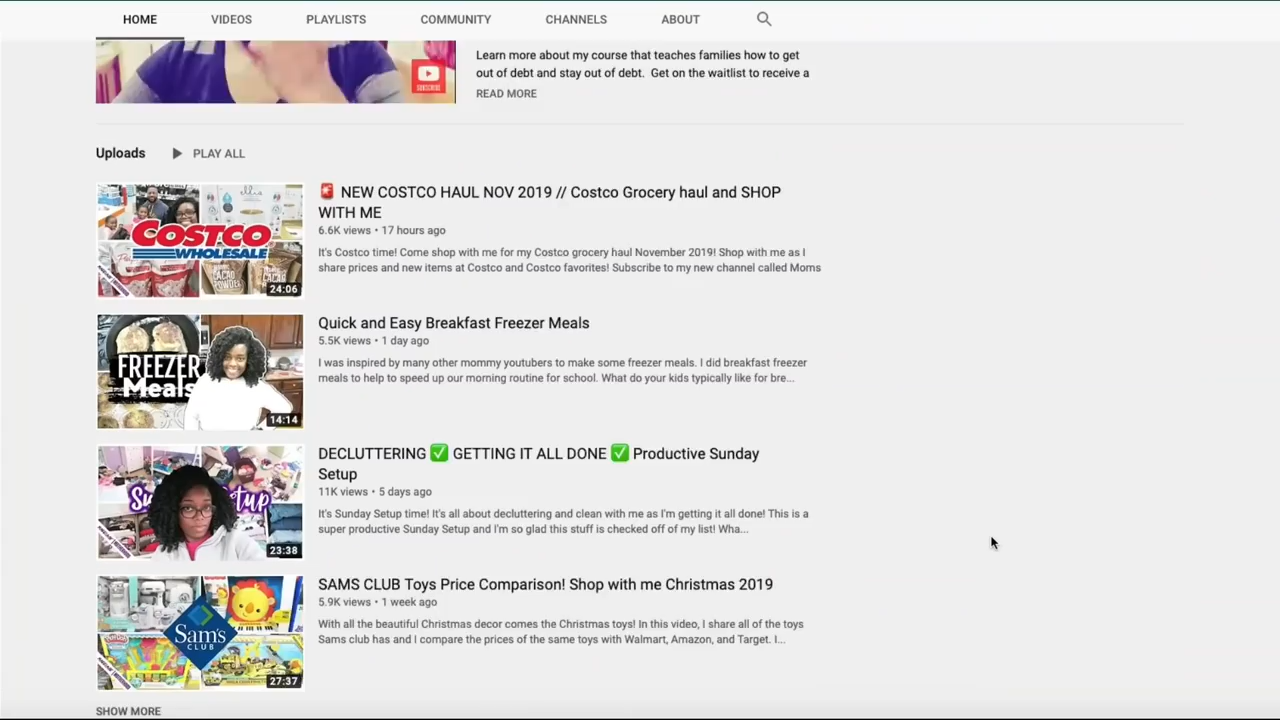 HOME VIDEOS PLAYLISTS COMMUNITY CHANNELS ABOUT
SUBSCRIBE
Learn more about my course that teaches families how to get
out of debt and stay out of debt. Get on the waitlist to receive a
READ MORE
Uploads PLAY ALL
COSTCO
WHOLESALE
CACAO
POWDER
24:06
NEW COSTCO HAUL NOV 2019 // Costco Grocery haul and SHOP
WITH ME
6.6K views • 17 hours ago
It's Costco time! Come shop with me for my Costco grocery haul November 2019! Shop with me as I
share prices and new items at Costco and Costco favorites! Subscribe to my new channel called Moms
FREEZER
Meals
14:14
Quick and Easy Breakfast Freezer Meals
5.5K views • 1 day ago
I was inspired by many other mommy youtubers to make some freezer meals. I did breakfast freezer
meals to help to speed up our morning routine for school. What do your kids typically like for bre...
23:38
DECLUTTERING ✅ GETTING IT ALL DONE ✅ Productive Sunday
Setup
11K views • 5 days ago
It's Sunday Setup time! It's all about decluttering and clean with me as I'm getting it all done! This is a
super productive Sunday Setup and I'm so glad this stuff is checked off of my list! Wha...
Sam's
CLUB
27:37
SAMS CLUB Toys Price Comparison! Shop with me Christmas 2019
5.9K views • 1 week ago
With all the beautiful Christmas decor comes the Christmas toys! In this video, I share all of the toys
Sams club has and I compare the prices of the same toys with Walmart, Amazon, and Target. I...
SHOW MORE